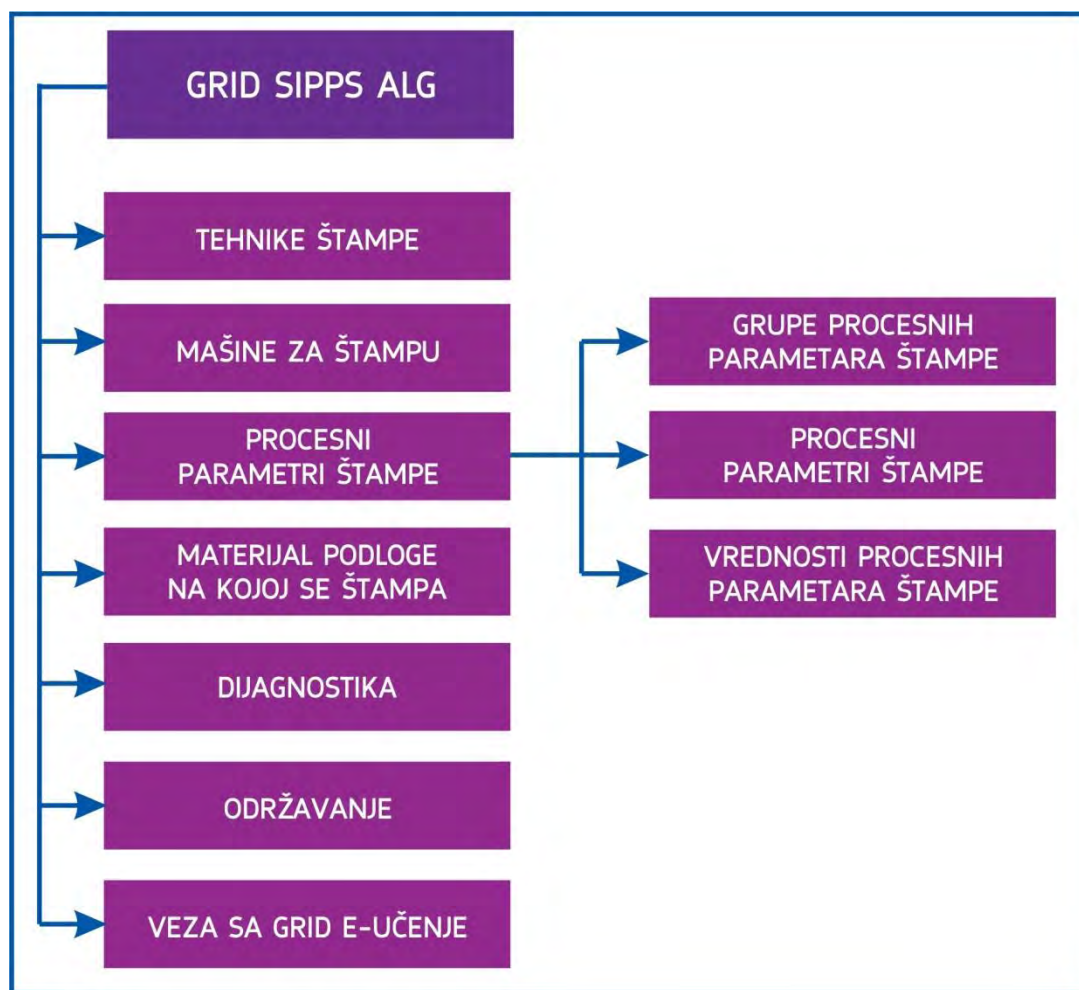 GRID SIPPS ALG
TEHNIKE ŠTAMPE
MAŠINE ZA ŠTAMPU
PROCESNI
PARAMETRI ŠTAMPE
MATERIJAL PODLOGE
NA KOJOJ SE ŠTAMPA
DIJAGNOSTIKA
ODRŽAVANJE
VEZA SA GRID E-UČENJE
GRUPE PROCESNIH
PARAMETARA ŠTAMPE
PROCESNI
PARAMETRI ŠTAMPE
VREDNOSTI PROCESNIH
PARAMETARA ŠTAMPE